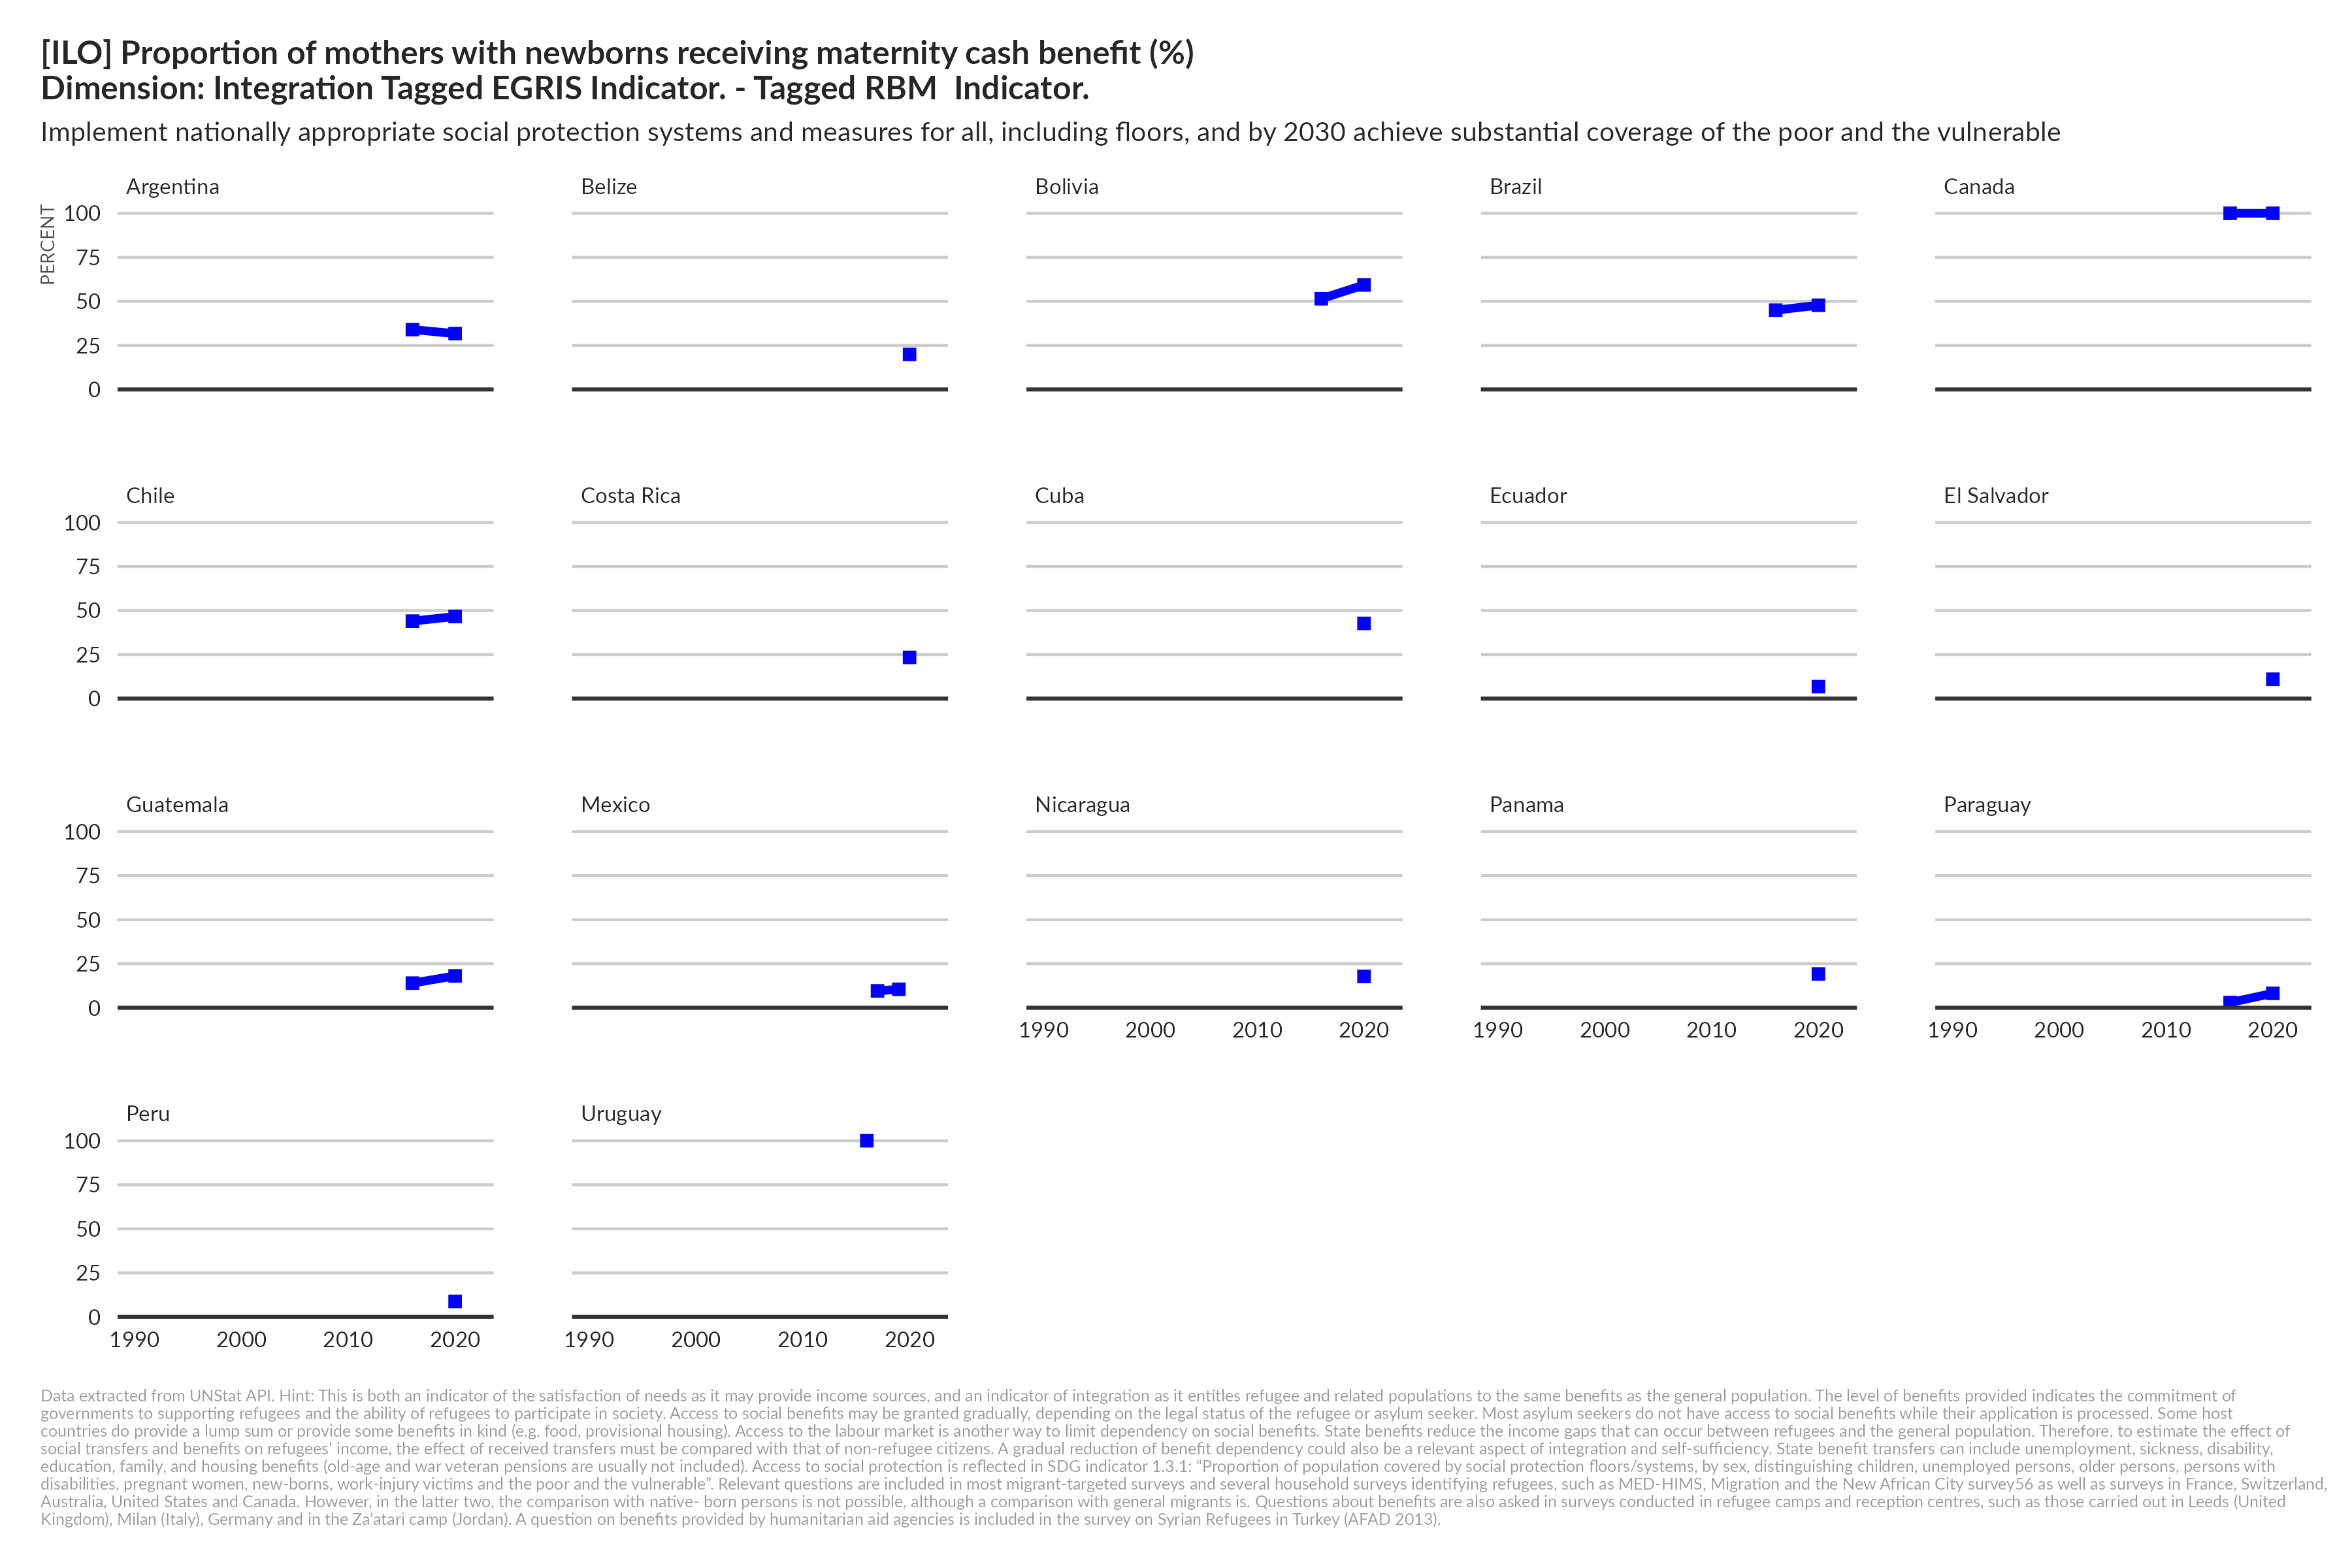 [ILO] Proportion of mothers with newborns receiving maternity cash benefit (%)
Dimension: Integration Tagged EGRIS Indicator. - Tagged RBM  Indicator.
Implement nationally appropriate social protection systems and measures for all, including floors, and by 2030 achieve substantial coverage of the poor and the vulnerable
Argentina Belize Bolivia Brazil Canada
PERCENT
100
75
50
25
0
Chile Costa Rica Cuba Ecuador El Salvador
100
75
50
25
0
Guatemala Mexico Nicaragua Panama Paraguay
100
75
50
25
0
1990 2000 2010 2020 1990 2000 2010 2020 1990 2000 2010 2020
Peru Uruguay
100
75
50
25
0
1990 2000 2010 2020 1990 2000 2010 2020
Data extracted from UNStat API. Hint: This is both an indicator of the satisfaction of needs as it may provide income sources, and an indicator of integration as it entitles refugee and related populations to the same benefits as the general population. The level of benefits provided indicates the commitment of
governments to supporting refugees and the ability of refugees to participate in society. Access to social benefits may be granted gradually, depending on the legal status of the refugee or asylum seeker. Most asylum seekers do not have access to social benefits while their application is processed. Some host
countries do provide a lump sum or provide some benefits in kind (e.g. food, provisional housing). Access to the labour market is another way to limit dependency on social benefits. State benefits reduce the income gaps that can occur between refugees and the general population. Therefore, to estimate the effect of
social transfers and benefits on refugees' income, the effect of received transfers must be compared with that of non-refugee citizens. A gradual reduction of benefit dependency could also be a relevant aspect of integration and self-sufficiency. State benefit transfers can include unemployment, sickness, disability,
education, family, and housing benefits (old-age and war veteran pensions are usually not included). Access to social protection is reflected in SDG indicator 1.3.1: “Proportion of population covered by social protection floors/systems, by sex, distinguishing children, unemployed persons, older persons, persons with
disabilities, pregnant women, new-borns, work-injury victims and the poor and the vulnerable”. Relevant questions are included in most migrant-targeted surveys and several household surveys identifying refugees, such as MED-HIMS, Migration and the New African City survey56 as well as surveys in France, Switzerland,
Australia, United States and Canada. However, in the latter two, the comparison with native- born persons is not possible, although a comparison with general migrants is. Questions about benefits are also asked in surveys conducted in refugee camps and reception centres, such as those carried out in Leeds (United
Kingdom), Milan (Italy), Germany and in the Za'atari camp (Jordan). A question on benefits provided by humanitarian aid agencies is included in the survey on Syrian Refugees in Turkey (AFAD 2013).